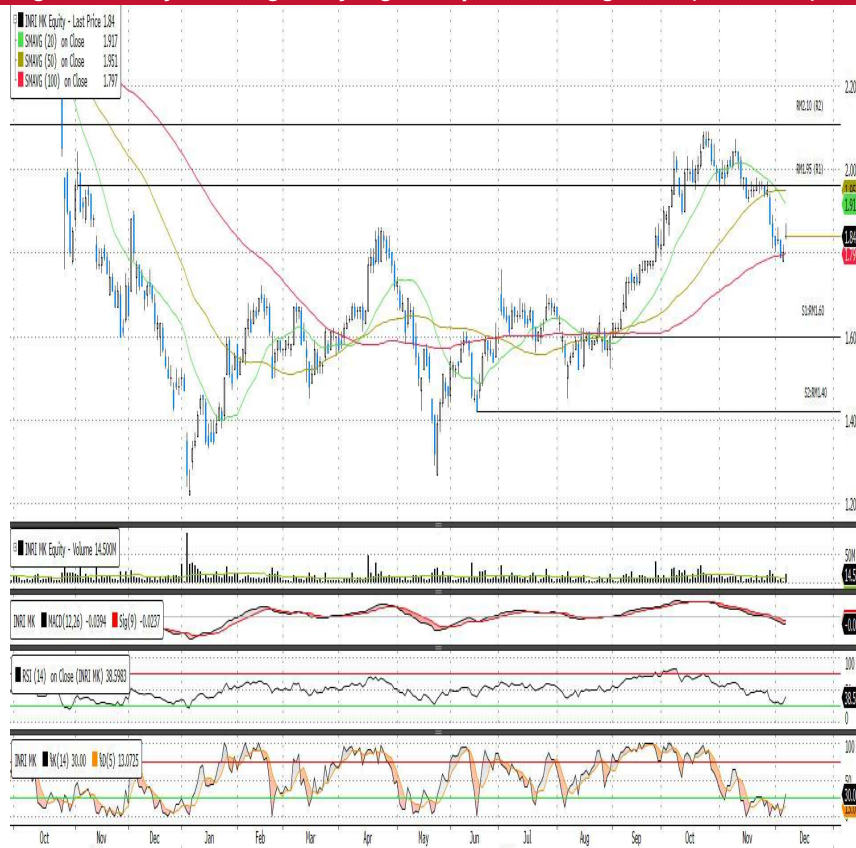 INRI MK Equity - Last Price 1.84
SMAVG (20) on Close 1.917
SMAVG (50) on Close 1.951
SMAVG (100) on Close 1.797
2.20
RM2.10 (R2)
2.00
RM1.95 (R1)
1.91
1.84
1.79
S1:RM1.60
1.60
S2:RM1.40
1.40
1.20
INRI MK Equity - Volume 14.500M
50M
14.5
INRI MK MACD(12,26) -0.0394 Sig(9) -0.0237
-0.0
RSI (14) on Close (INRI MK) 38.5983
100
38.5
0
INRI MK %K(14) 30.00 %D(5) 13.0725
100
50
30.0
Oct Nov Dec Jan Feb Mar Apr May Jun Jul Aug Sep Oct Nov Dec